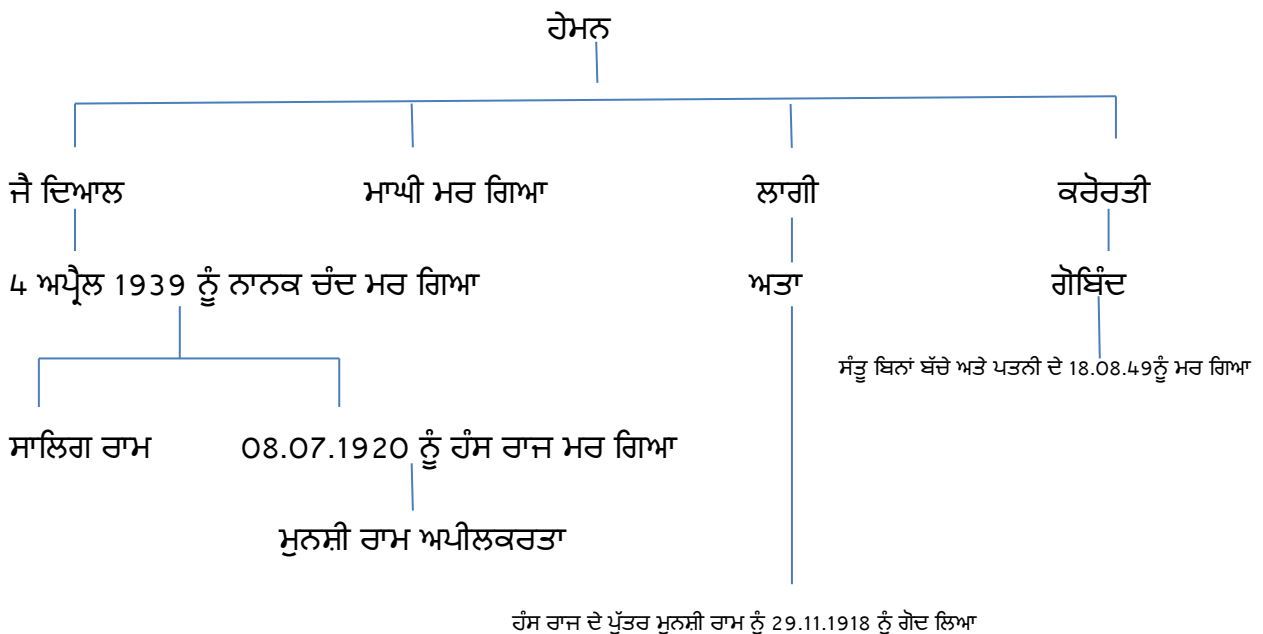 ਹੇਮਨ
ਜੈ ਦਿਆਲ ਮਾਘੀ ਮਰ ਗਿਆ ਲਾਗੀ ਕਰੋਰਤੀ
4 ਅਪ੍ਰੈਲ 1939 ਨੂੰ ਨਾਨਕ ਚੰਦ ਮਰ ਗਿਆ ਅਤਾ ਗੋਬਿੰਦ
ਸੰਤੂ ਬਿਨਾਂ ਬੱਚੇ ਅਤੇ ਪਤਨੀ ਦੇ 18.08.49ਨੂੰ ਮਰ ਗਿਆ
ਸਾਲਿਗ ਰਾਮ 08.07.1920 ਨੂੰ ਹੰਸ ਰਾਜ ਮਰ ਗਿਆ
ਮੁਨਸ਼ੀ ਰਾਮ ਅਪੀਲਕਰਤਾ
ਹੰਸ ਰਾਜ ਦੇ ਪੁੱਤਰ ਮੁਨਸ਼ੀ ਰਾਮ ਨੂੰ 29.11.1918 ਨੂੰ ਗੋਦ ਲਿਆ